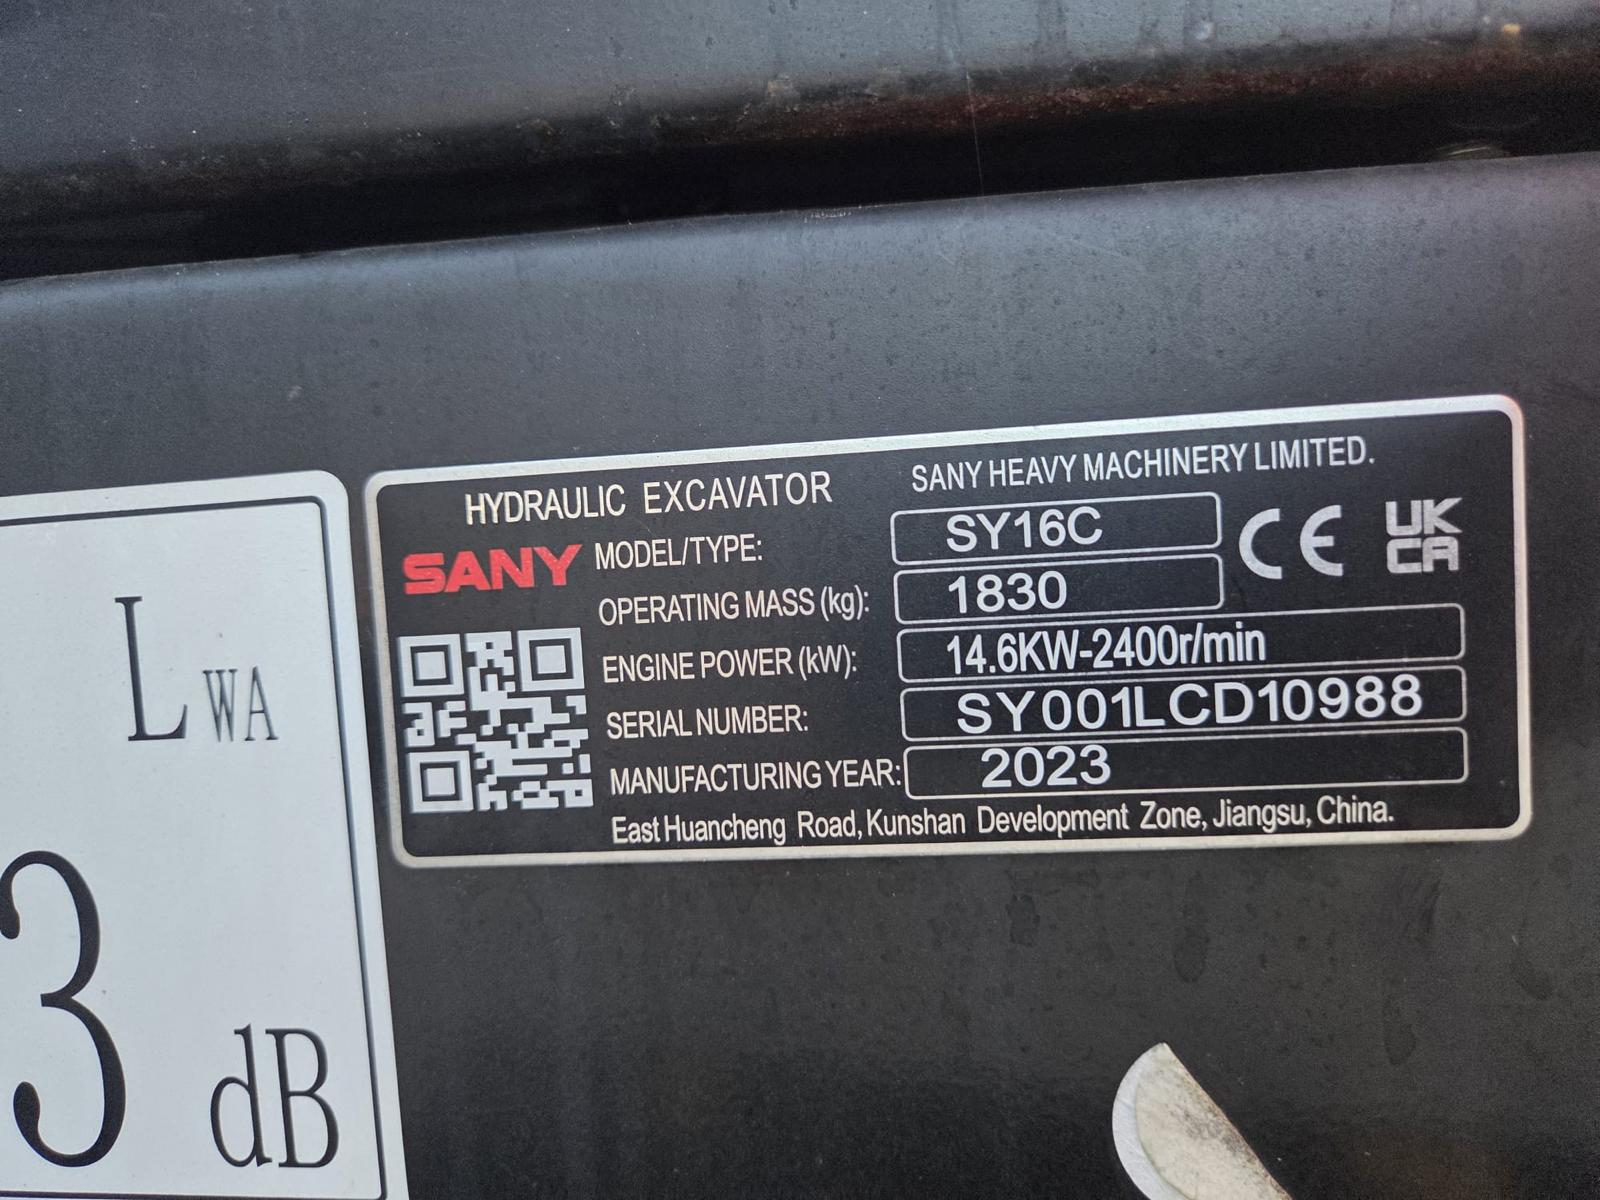 HYDRAULIC EXCAVATOR
SANY HEAVY MACHINERY LIMITED.
SANY
MODEL/TYPE: SY16C
CE
UK
CA
OPERATING MASS (kg): 1830
ENGINE POWER (kW): 14.6KW-2400r/min
SERIAL NUMBER: SY001LCD10988
MANUFACTURING YEAR: 2023
East Huancheng Road, Kunshan Development Zone, Jiangsu, China.
LWA
3 dB